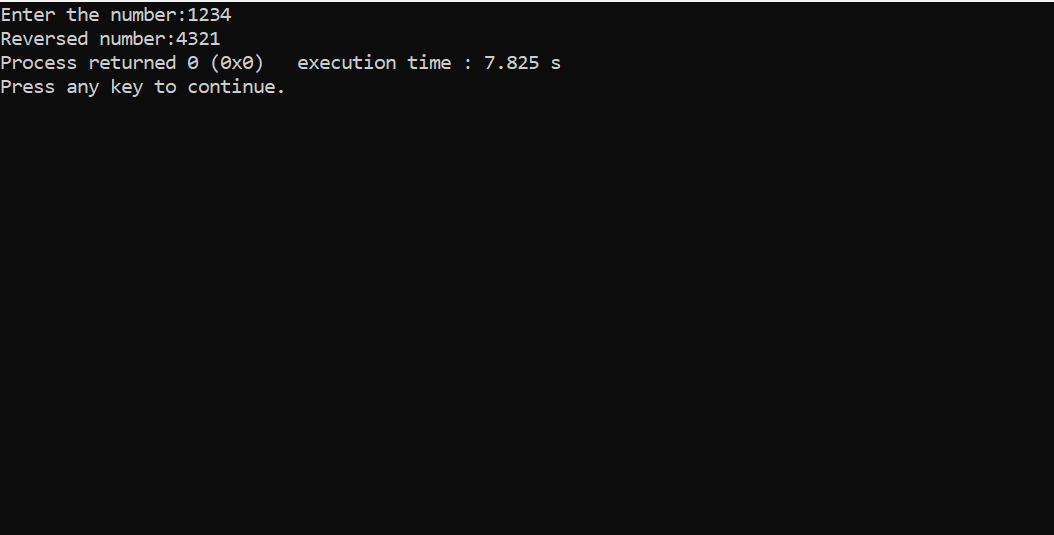 Enter the number:1234
Reversed number:4321
Process returned 0 (0x0)   execution time : 7.825 s
Press any key to continue.